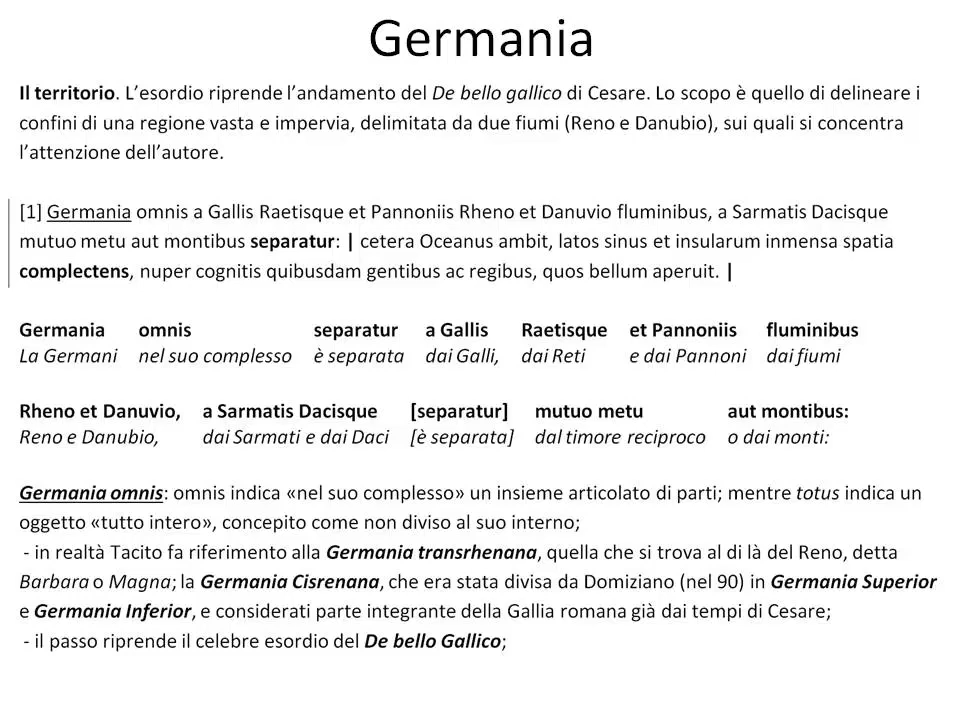 Germania
Il territorio. L’esordio riprende l’andamento del De bello gallico di Cesare. Lo scopo è quello di delineare i
confini di una regione vasta e impervia, delimitata da due fiumi (Reno e Danubio), sui quali si concentra
l’attenzione dell’autore.
[1] Germania omnis a Gallis Raetisque et Pannoniis Rheno et Danuvio fluminibus, a Sarmatis Dacisque
mutuo metu aut montibus separatur: | cetera Oceanus ambit, latos sinus et insularum inmensa spatia
complectens, nuper cognitis quibusdam gentibus ac regibus, quos bellum aperuit. |
Germania omnis separatur a Gallis Raetisque et Pannoniis fluminibus
La Germani nel suo complesso è separata dai Galli, dai Reti e dai Pannoni dai fiumi
Rheno et Danuvio, a Sarmatis Dacisque [separatur] mutuo metu aut montibus:
Reno e Danubio, dai Sarmati e dai Daci [è separata] dal timore reciproco o dai monti:
Germania omnis: omnis indica «nel suo complesso» un insieme articolato di parti; mentre totus indica un
oggetto «tutto intero», concepito come non diviso al suo interno;
- in realtà Tacito fa riferimento alla Germania transrhenana, quella che si trova al di là del Reno, detta
Barbara o Magna; la Germania Cisrenana, che era stata divisa da Domiziano (nel 90) in Germania Superior
e Germania Inferior, e considerati parte integrante della Gallia romana già dai tempi di Cesare;
- il passo riprende il celebre esordio del De bello Gallico;